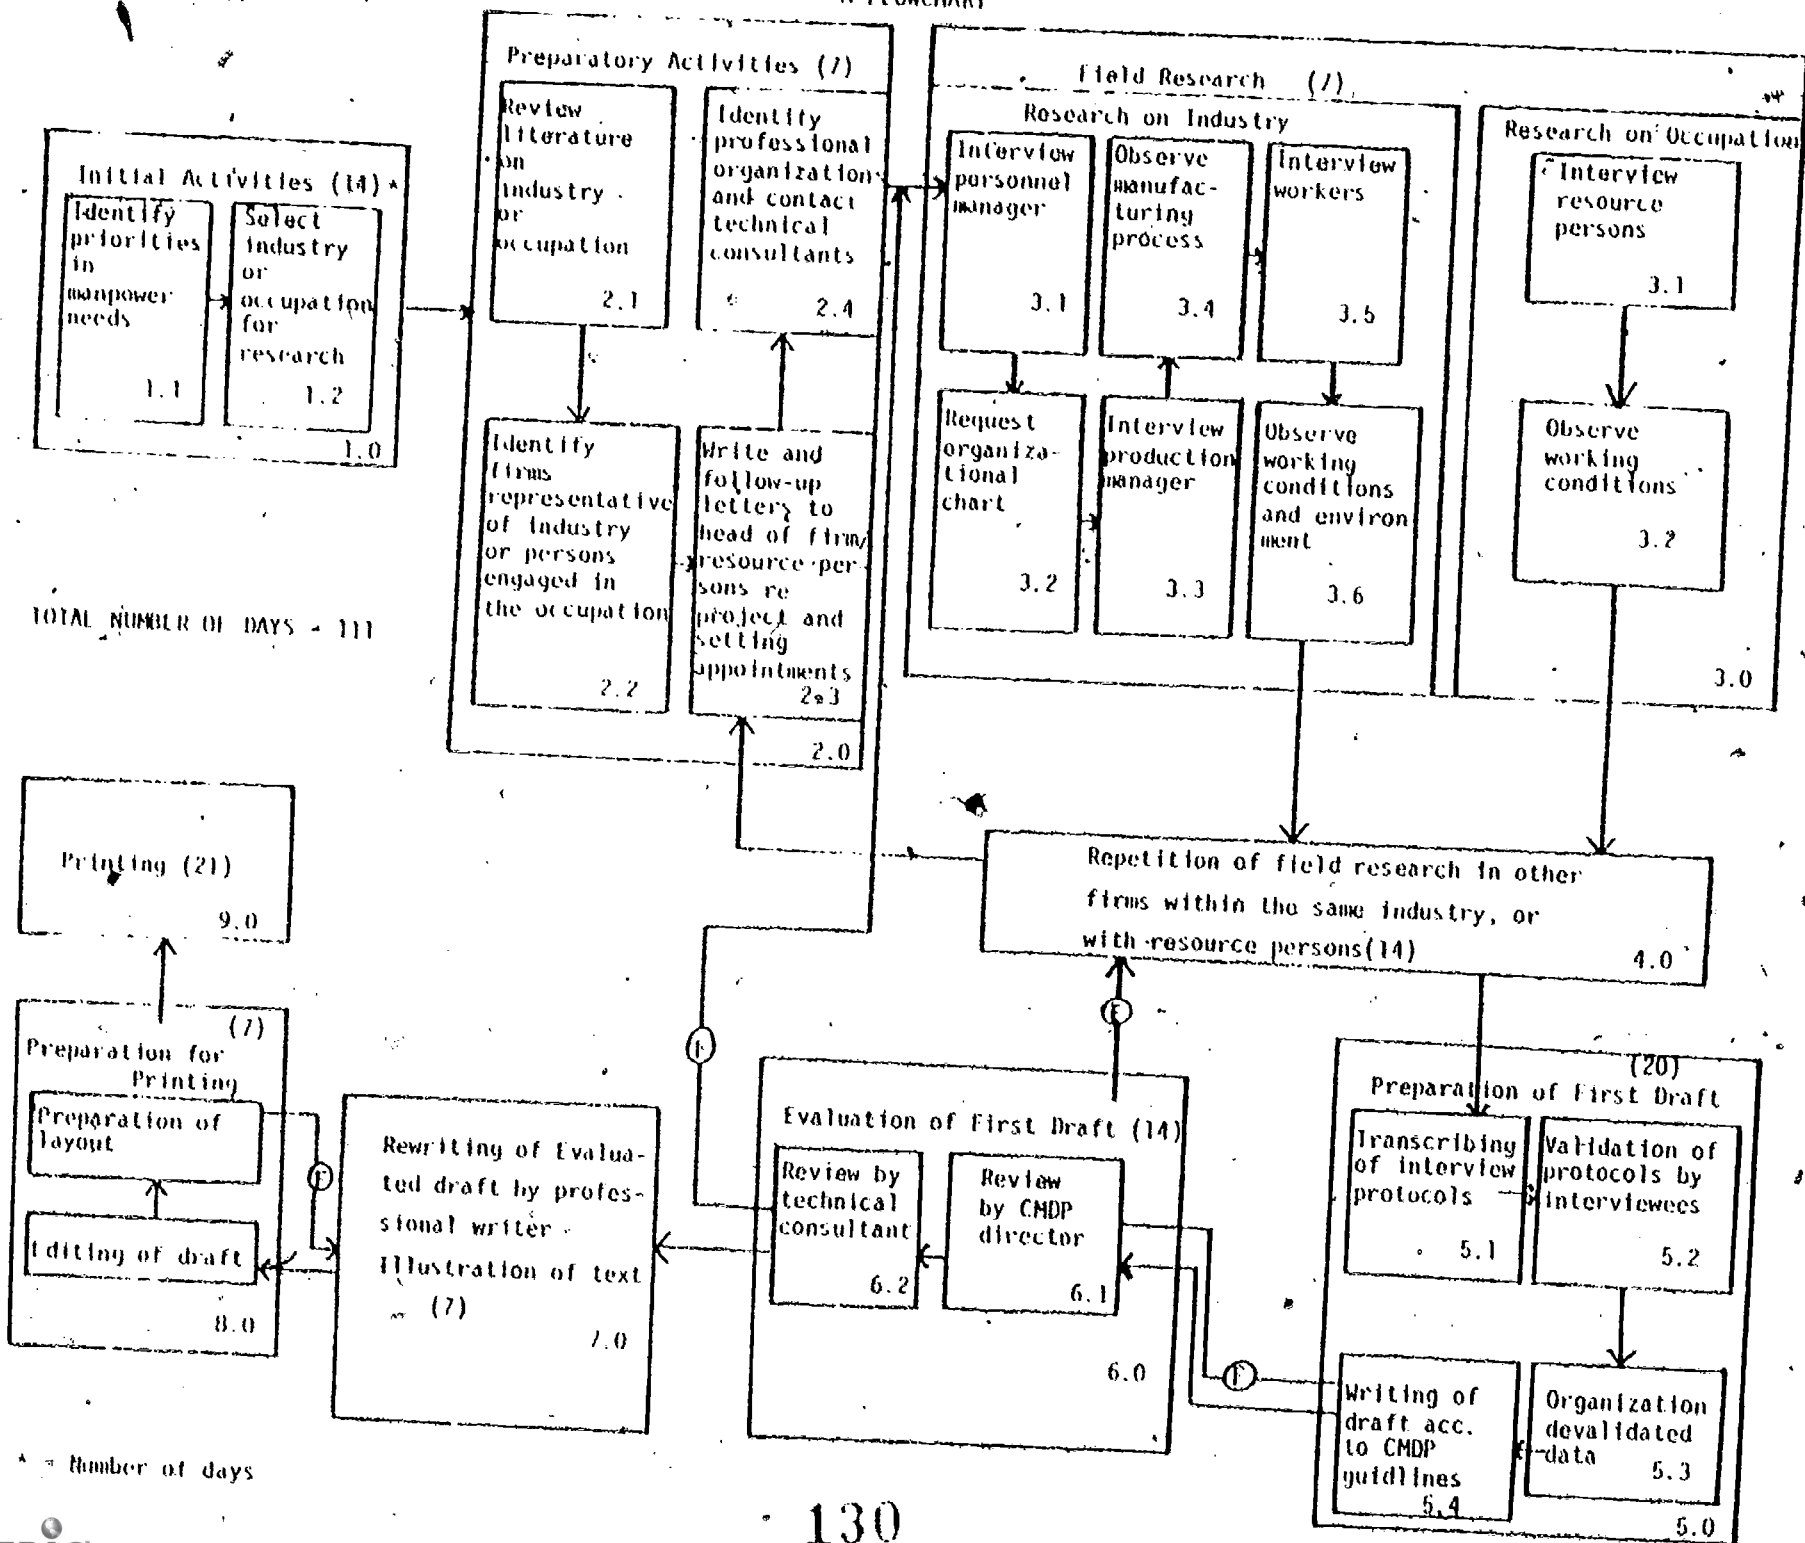 FLOWCHART
Preparatory Activities (7)
Review
literature
on
industry
or
occupation
2.1
Identify
professional
organization
and contact
technical
consultants
2.4
Identify
firms
representative
of industry
or persons
engaged in
the occupation
2.2
Write and
follow-up
letters to
head of firm/
resource per-
sons re
project and
setting
appointments
2.3
2.0
Field Research (7)
Research on Industry
Interview
personnel
manager
3.1
Observe
manufac-
turing
process
3.4
Interview
workers
3.5
Request
organiza-
tional
chart
3.2
Interview
production
manager
3.3
Observe
working
conditions
and environ
ment
3.6
Research on Occupation
Interview
resource
persons
3.1
Observe
working
conditions
3.2
3.0
Initial Activities (14)*
Identify
priorities
in
manpower
needs
1.1
Select
industry
or
occupation
for
research
1.2
1.0
TOTAL NUMBER OF DAYS - 111
Repetition of field research in other
firms within the same industry, or
with resource persons(14)
4.0
Printing (21)
9.0
(7)
Preparation for
Printing
Preparation of
layout
Editing of draft
8.0
F
Rewriting of Evalua-
ted draft by profes-
sional writer
Illustration of text
(7)
7.0
F
F
Evaluation of First Draft (14)
Review by
technical
consultant
6.2
Review
by CMDP
director
6.1
6.0
F
(20)
Preparation of First Draft
Transcribing
of interview
protocols
5.1
Validation of
protocols by
interviewees
5.2
Writing of
draft acc.
to CMDP
guidlines
5.4
Organization
devalidated
data
5.3
5.0
* = Number of days
130